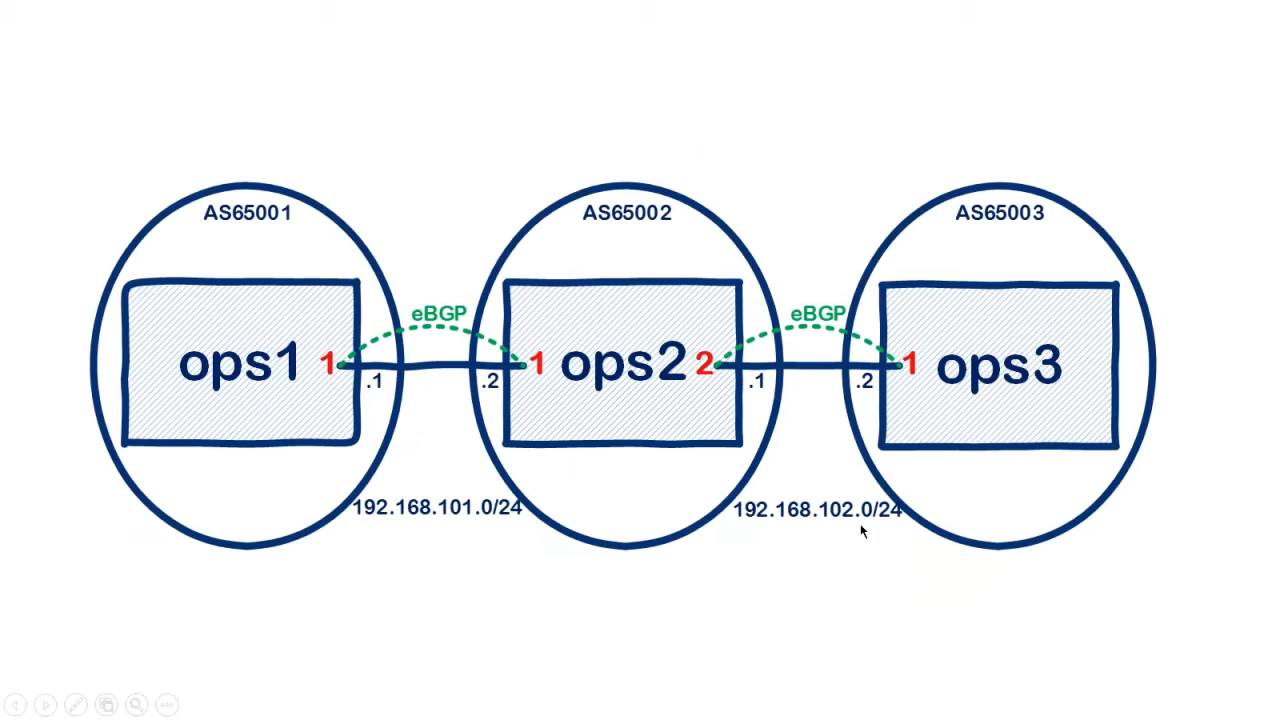 AS65001
AS65002
AS65003
eBGP
eBGP
ops1 1
1 ops2 2
1 ops3
.1
.2
.1
.2
192.168.101.0/24
192.168.102.0/24